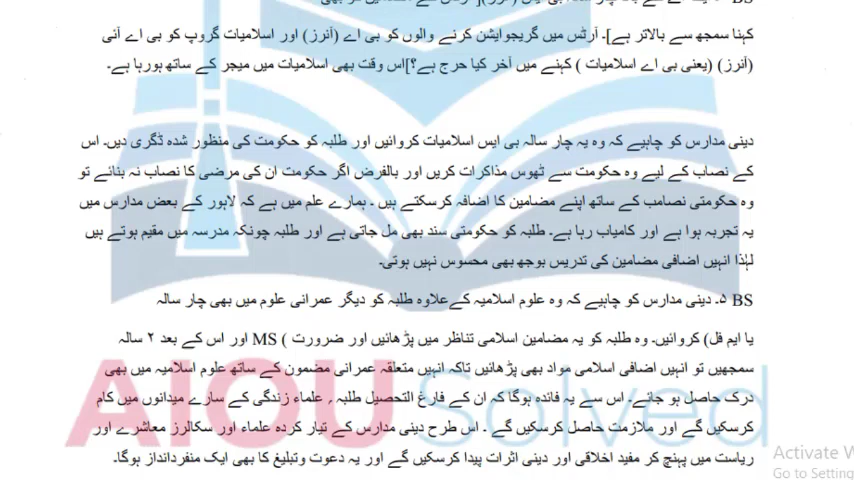 کہنا سمجھ سے بالاتر ہے]۔ آرٹس میں گریجوایشن کرنے والوں کو بی اے (آنرز) اور اسلامیات گروپ کو بی اے آئی
(آنرز) (یعنی بی اے اسلامیات ) کہنے میں آخر کیا حرج ہے؟]اس وقت بھی اسلامیات میں میجر کے ساتھ ہورہا ہے۔
دینی مدارس کو چاہیے کہ وہ یہ چار سالہ بی ایس اسلامیات کروائیں اور طلبہ کو حکومت کی منظور شدہ ڈگری دیں۔ اس
کے نصاب کے لیے وہ حکومت سے ٹھوس مذاکرات کریں اور بالفرض اگر حکومت ان کی مرضی کا نصاب نہ بنائے تو
وہ حکومتی نصامب کے ساتھ اپنے مضامین کا اضافہ کرسکتے ہیں ۔ ہمارے علم میں ہے کہ لاہور کے بعض مدارس میں
یہ تجربہ ہوا ہے اور کامیاب رہا ہے۔ طلبہ کو حکومتی سند بھی مل جاتی ہے اور طلبہ چونکہ مدرسہ میں مقیم ہوتے ہیں
لہٰذا انہیں اضافی مضامین کی تدریس بوجھ بھی محسوس نہیں ہوتی۔
BS ۵۔ دینی مدارس کو چاہیے کہ وہ علوم اسلامیہ کےعلاوہ طلبہ کو دیگر عمرانی علوم میں بھی چار سالہ
یا ایم فل) کروائیں۔ وہ طلبہ کو یہ مضامین اسلامی تناظر میں پڑھائیں اور ضرورت ) MS اور اس کے بعد ۲ سالہ
سمجھیں تو انہیں اضافی اسلامی مواد بھی پڑھائیں تاکہ انہیں متعلقہ عمرانی مضمون کے ساتھ علوم اسلامیہ میں بھی
درک حاصل ہو جائے۔ اس سے یہ فائدہ ہوگا کہ ان کے فارغ التحصیل طلبہ ؍ علماء زندگی کے سارے میدانوں میں کام
کرسکیں گے اور ملازمت حاصل کرسکیں گے ۔ اس طرح دینی مدارس کے تیار کردہ علماء اور سکالرز معاشرے اور
ریاست میں پہنچ کر مفید اخلاقی اور دینی اثرات پیدا کرسکیں گے اور یہ دعوت وتبلیغ کا بھی ایک منفردانداز ہوگا۔
AIOU Solved
Activate W
Go to Setting